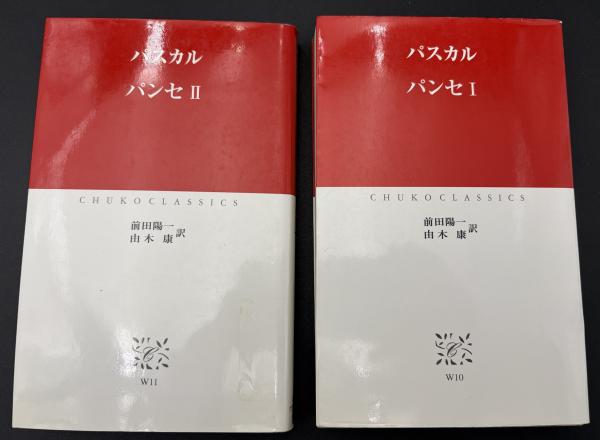 パスカル
パンセ II
CHUKO CLASSICS
前田陽一
由木 康 訳
W11
パスカル
パンセ I
CHUKO CLASSICS
前田陽一
由木 康 訳
W10